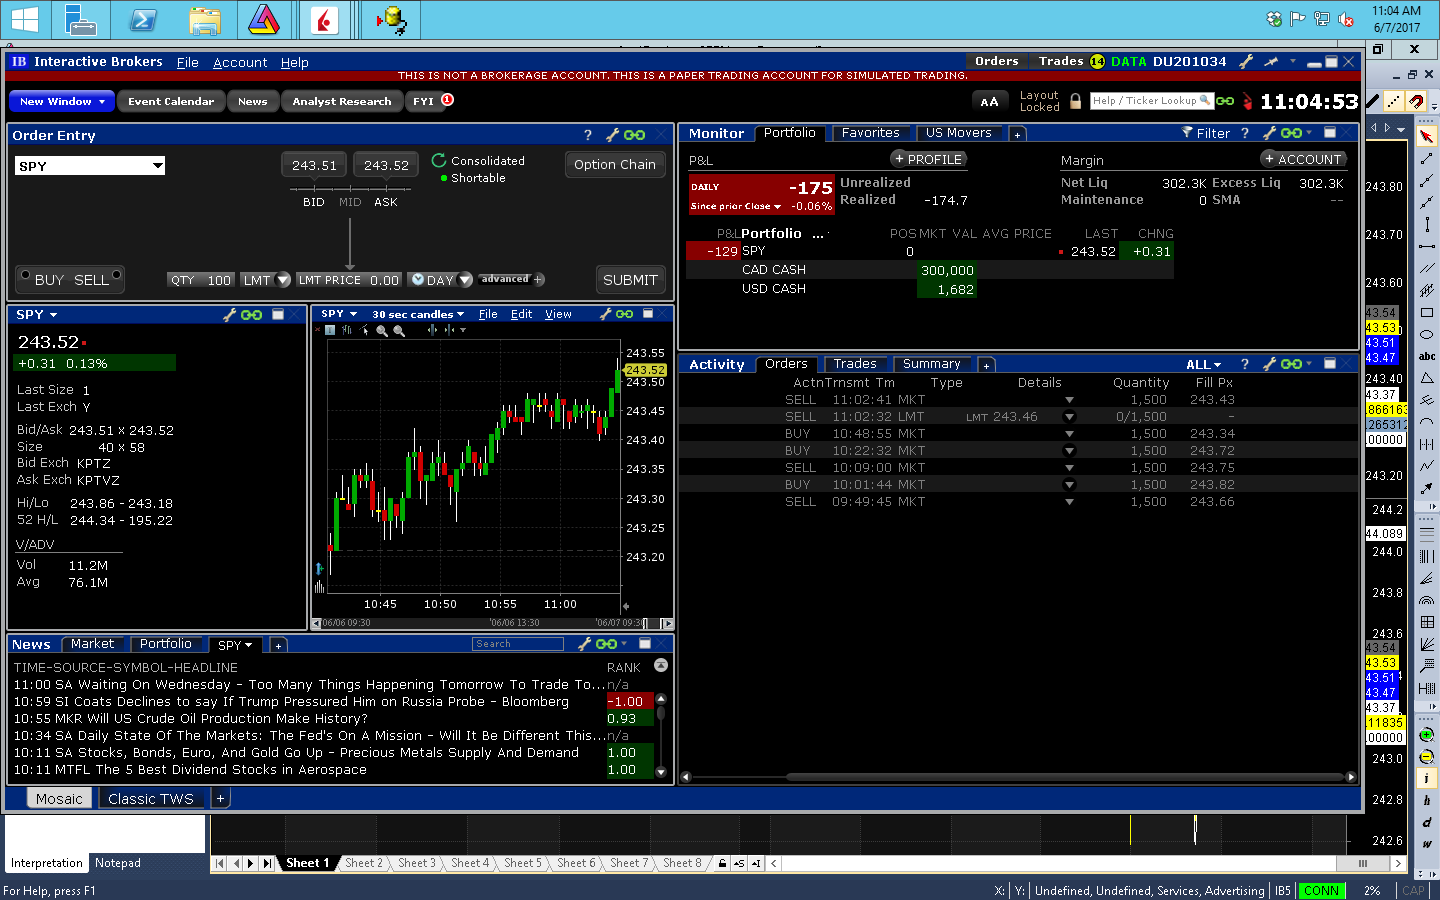 11:04 AM
6/7/2017
IB Interactive Brokers File Account Help
Orders Trades 14 DATA DU201034
THIS IS NOT A BROKERAGE ACCOUNT. THIS IS A PAPER TRADING ACCOUNT FOR SIMULATED TRADING.
New Window Event Calendar News Analyst Research FYI 1
AA Layout Locked Help / Ticker Lookup 11:04:53
Order Entry ?
SPY 243.51 243.52 Consolidated Option Chain
Shortable
BID MID ASK
BUY SELL QTY 100 LMT LMT PRICE 0.00 DAY advanced + SUBMIT
Monitor Portfolio Favorites US Movers + Filter ?
P&L + PROFILE Margin + ACCOUNT
DAILY -175 Unrealized Net Liq 302.3K Excess Liq 302.3K
Since prior Close -0.06% Realized -174.7 Maintenance 0 SMA --
P&L Portfolio ... POS MKT VAL AVG PRICE LAST CHNG
-129 SPY 0 243.52 +0.31
CAD CASH 300,000
USD CASH 1,682
SPY
243.52
+0.31 0.13%
Last Size 1
Last Exch Y
Bid/Ask 243.51 x 243.52
Size 40 x 58
Bid Exch KPTZ
Ask Exch KPTVZ
Hi/Lo 243.86 - 243.18
52 H/L 244.34 - 195.22
V/ADV
Vol 11.2M
Avg 76.1M
SPY 30 sec candles File Edit View
243.55
243.52
243.50
243.45
243.40
243.35
243.30
243.25
243.20
10:45 10:50 10:55 11:00
'06/06 09:30 '06/06 13:30 '06/07 09:30
Activity Orders Trades Summary + ALL ?
Actn Trnsmt Tm Type Details Quantity Fill Px
SELL 11:02:41 MKT 1,500 243.43
SELL 11:02:32 LMT LMT 243.46 0/1,500 -
BUY 10:48:55 MKT 1,500 243.34
BUY 10:22:32 MKT 1,500 243.72
SELL 10:09:00 MKT 1,500 243.75
BUY 10:01:44 MKT 1,500 243.82
SELL 09:49:45 MKT 1,500 243.66
News Market Portfolio SPY + Search
TIME-SOURCE-SYMBOL-HEADLINE RANK
11:00 SA Waiting On Wednesday - Too Many Things Happening Tomorrow To Trade To... n/a
10:59 SI Coats Declines to say If Trump Pressured Him on Russia Probe - Bloomberg -1.00
10:55 MKR Will US Crude Oil Production Make History? 0.93
10:34 SA Daily State Of The Markets: The Fed's On A Mission - Will It Be Different This... n/a
10:11 SA Stocks, Bonds, Euro, And Gold Go Up - Precious Metals Supply And Demand 1.00
10:11 MTFL The 5 Best Dividend Stocks in Aerospace 1.00
Mosaic Classic TWS +
243.80
243.70
243.60
43.54
43.53
43.51
43.47
243.40
43.37
.866163
.265312
.00000
243.20
244.2
44.089
244.0
243.8
243.6
43.54
43.53
43.51
43.47
43.37
.11835
.00000
243.0
242.8
242.6
abc
i
h
d
w
Interpretation Notepad
Sheet 1 Sheet 2 Sheet 3 Sheet 4 Sheet 5 Sheet 6 Sheet 7 Sheet 8
For Help, press F1
X: Y: Undefined, Undefined, Services, Advertising IB5 CONN 2% CAP